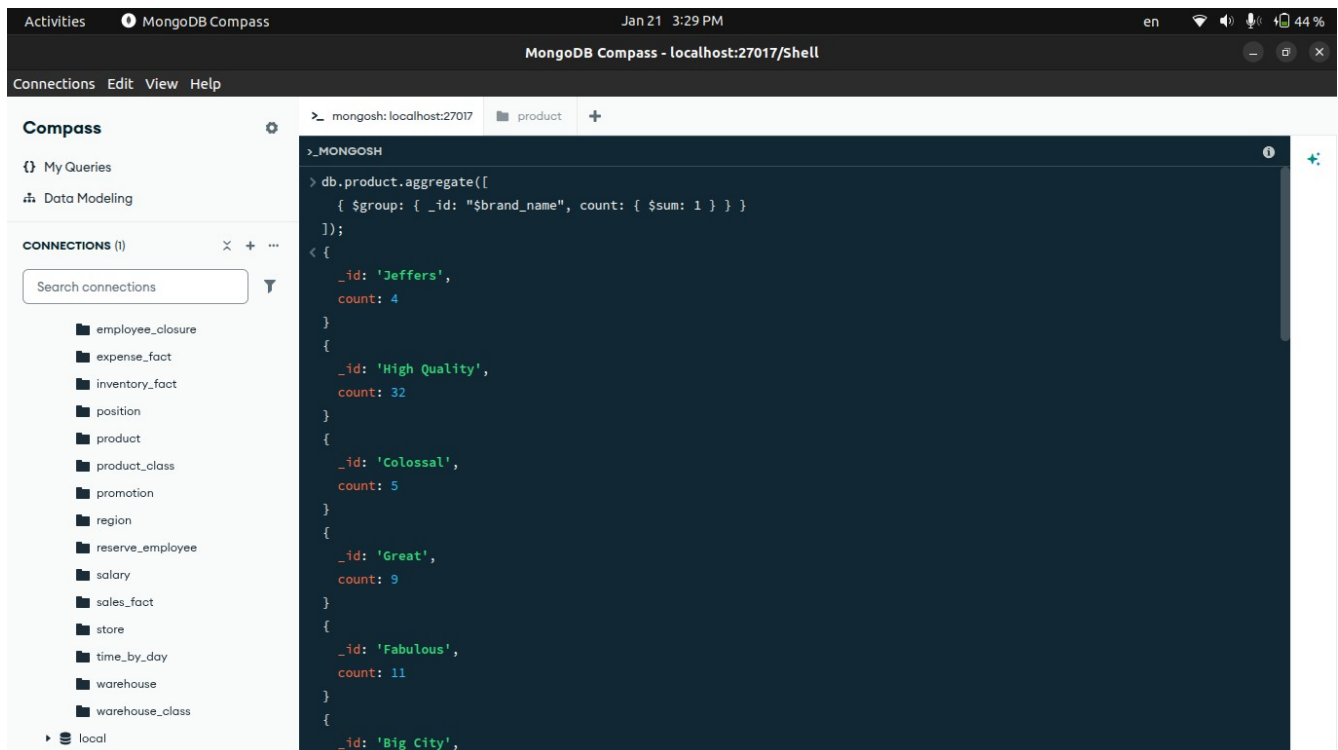 Activities
MongoDB Compass
Jan 21 3:29 PM
en
44 %
MongoDB Compass - localhost:27017/Shell
Connections Edit View Help
Compass
My Queries
Data Modeling
CONNECTIONS (1)
Search connections
employee_closure
expense_fact
inventory_fact
position
product
product_class
promotion
region
reserve_employee
salary
sales_fact
store
time_by_day
warehouse
warehouse_class
local
>_ mongosh: localhost:27017
product
>_MONGOSH
> db.product.aggregate([
{ $group: { _id: "$brand_name", count: { $sum: 1 } } }
]);
< {
_id: 'Jeffers',
count: 4
}
{
_id: 'High Quality',
count: 32
}
{
_id: 'Colossal',
count: 5
}
{
_id: 'Great',
count: 9
}
{
_id: 'Fabulous',
count: 11
}
{
_id: 'Big City',